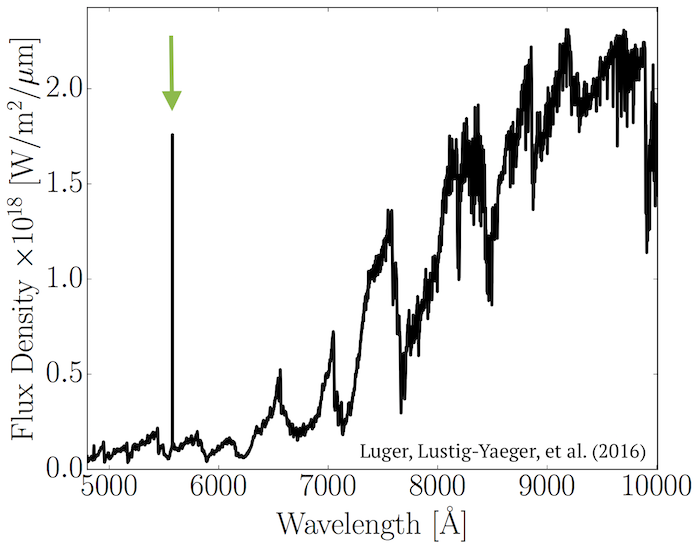 Flux Density ×10¹⁸ [W/m²/μm]
2.0
1.5
1.0
0.5
0.0
Luger, Lustig-Yaeger, et al. (2016)
5000 6000 7000 8000 9000 10000
Wavelength [Å]